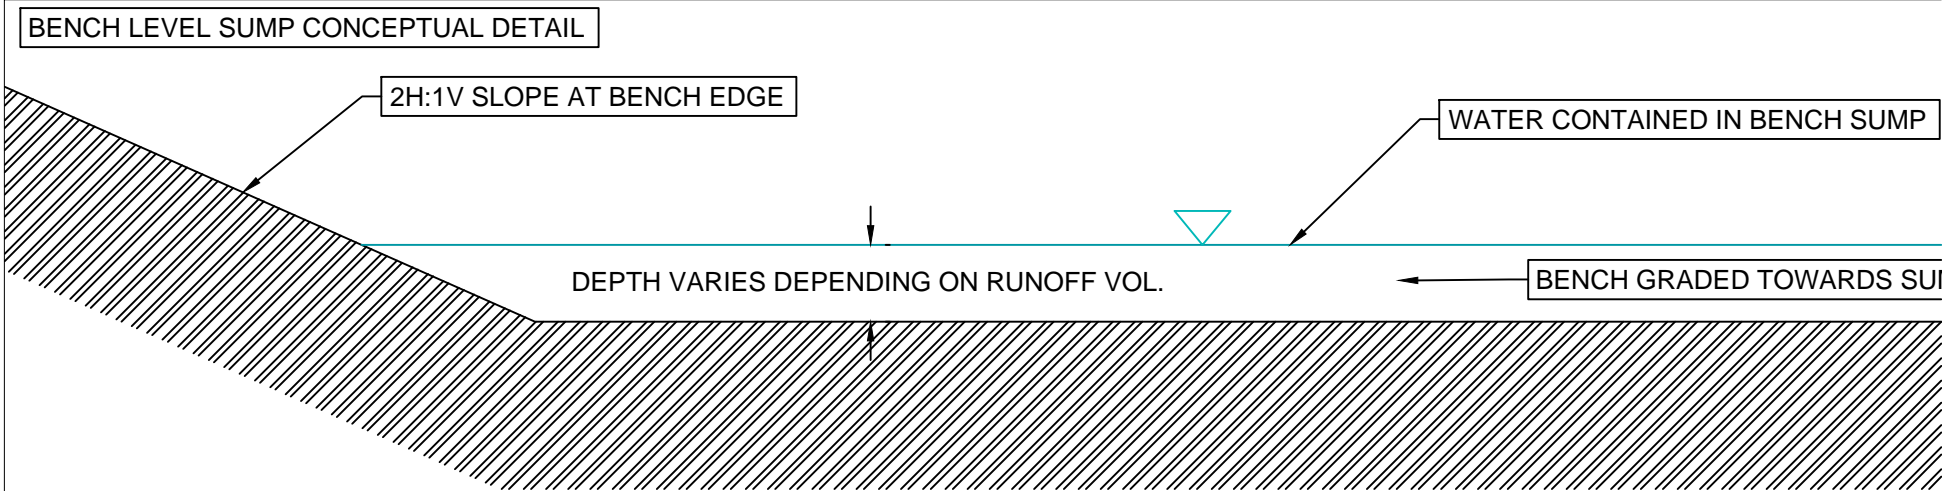 BENCH LEVEL SUMP CONCEPTUAL DETAIL
2H:1V SLOPE AT BENCH EDGE
WATER CONTAINED IN BENCH SUMP
DEPTH VARIES DEPENDING ON RUNOFF VOL.
BENCH GRADED TOWARDS